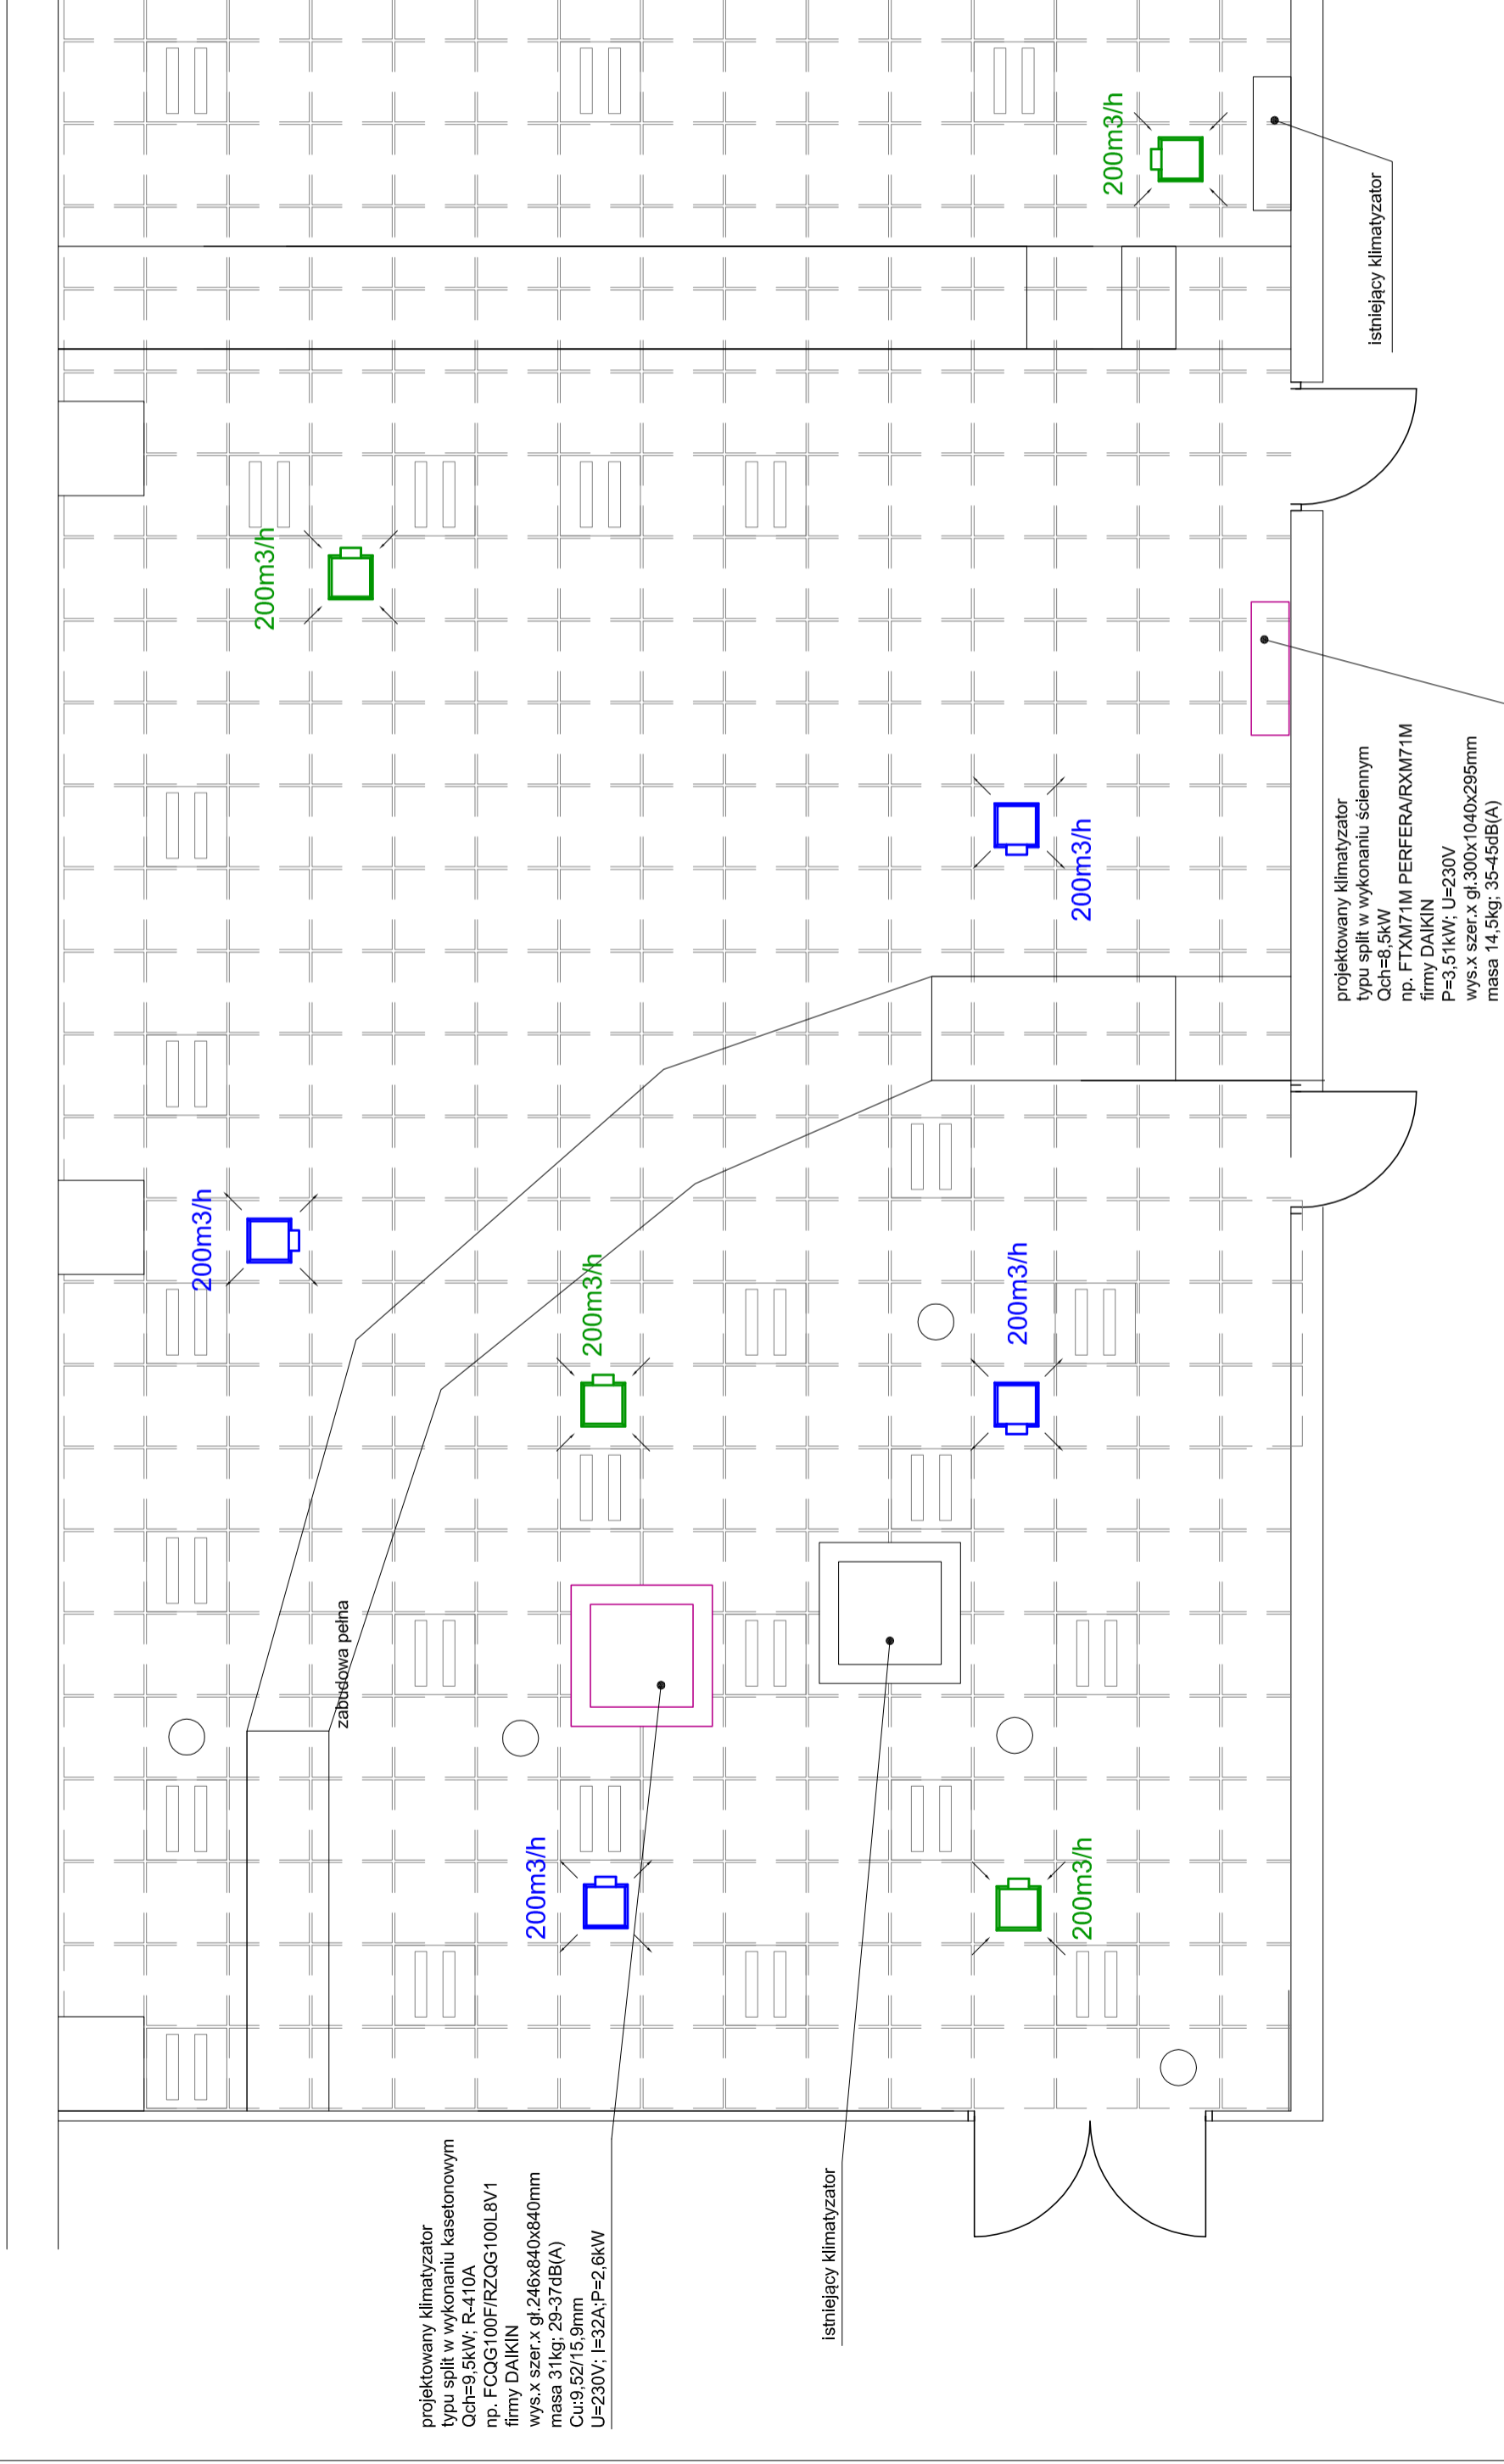 200m3/h
istniejący klimatyzator
200m3/h
200m3/h
projektowany klimatyzator
typu split w wykonaniu ściennym
Qch=8,5kW
np. FTXM71M PERFERA/RXM71M
firmy DAIKIN
P=3,51kW; U=230V
wys.x szer.x gł.300x1040x295mm
masa 14,5kg; 35-45dB(A)
200m3/h
200m3/h
200m3/h
zabudowa pełna
200m3/h
200m3/h
projektowany klimatyzator
typu split w wykonaniu kasetonowym
Qch=9,5kW; R-410A
np. FCQG100F/RZQG100L8V1
firmy DAIKIN
wys.x szer.x gł.246x840x840mm
masa 31kg; 29-37dB(A)
Cu:9,52/15,9mm
U=230V; I=32A;P=2,6kW
istniejący klimatyzator